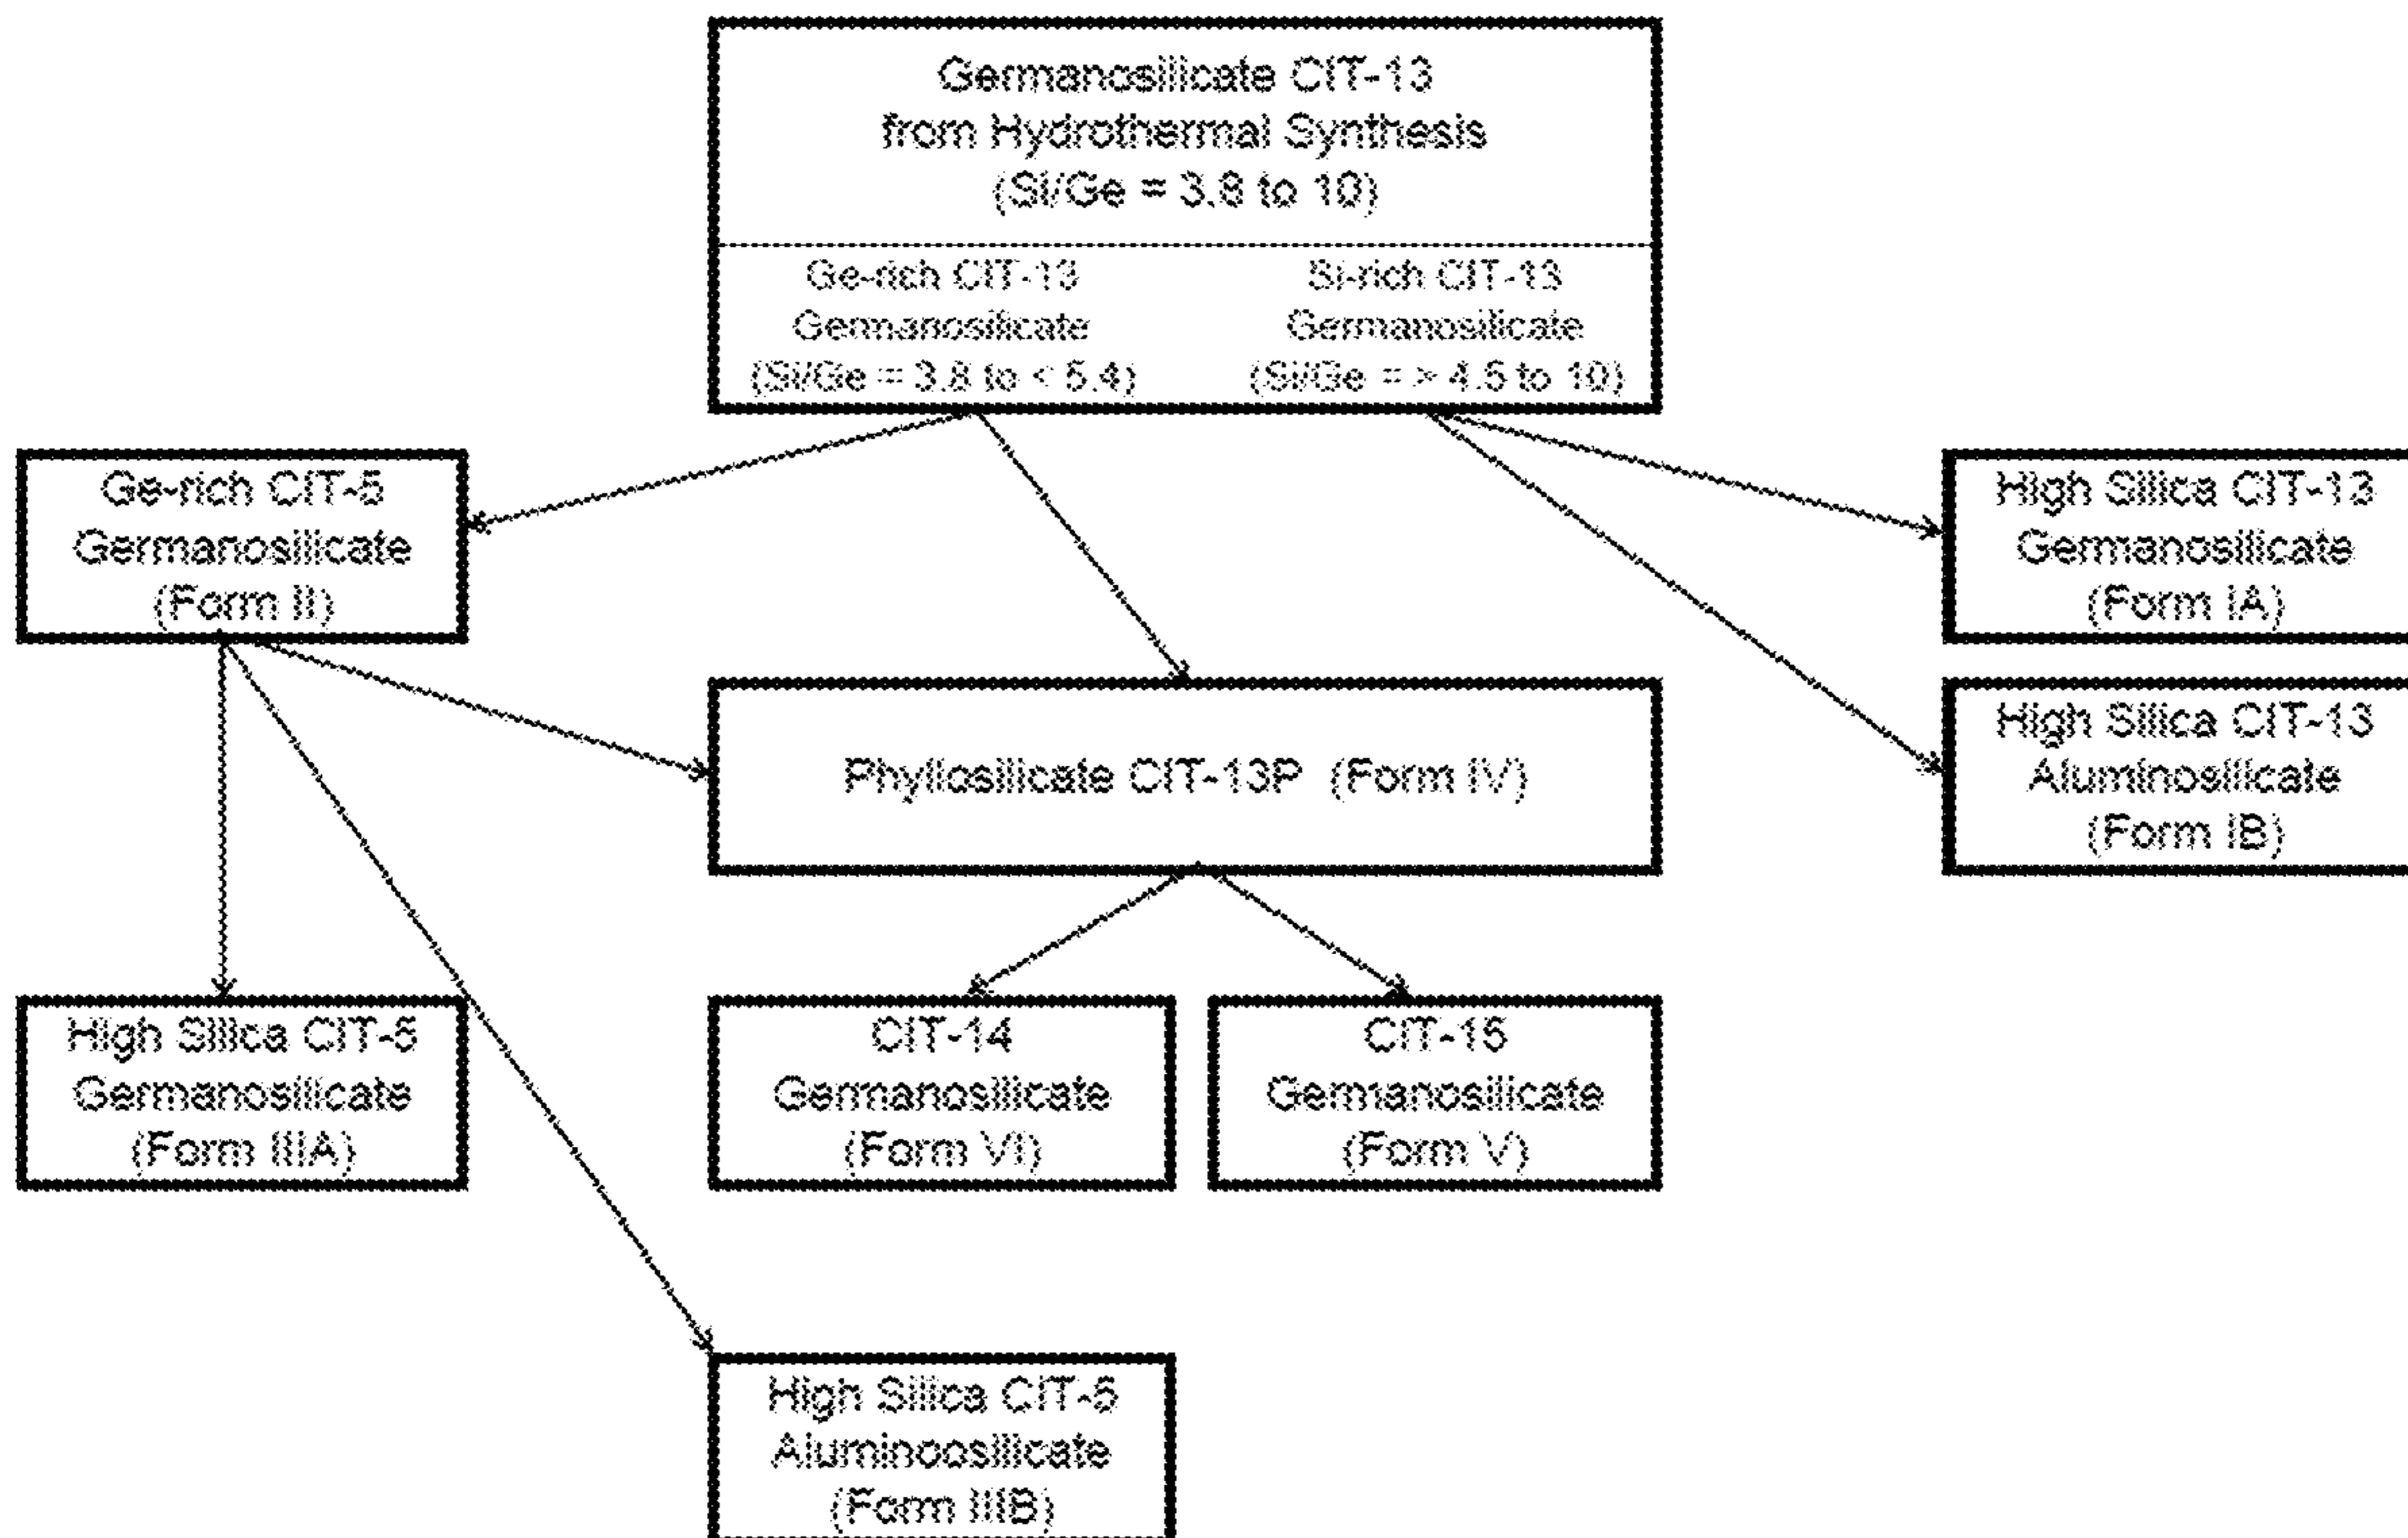 Germanosilicate CIT-13
from Hydrothermal Synthesis
(Si/Ge = 3.8 to 10)
Ge-rich CIT-13
Germanosilicate
(Si/Ge = 3.8 to < 5.4)
Si-rich CIT-13
Germanosilicate
(Si/Ge = > 4.5 to 10)
Ge-rich CIT-5
Germanosilicate
(Form II)
High Silica CIT-13
Germanosilicate
(Form IA)
Phyllosilicate CIT-13P (Form IV)
High Silica CIT-13
Aluminosilicate
(Form IB)
High Silica CIT-5
Germanosilicate
(Form IIIA)
CIT-14
Germanosilicate
(Form VI)
CIT-15
Germanosilicate
(Form V)
High Silica CIT-5
Aluminoosilicate
(Form IIIB)